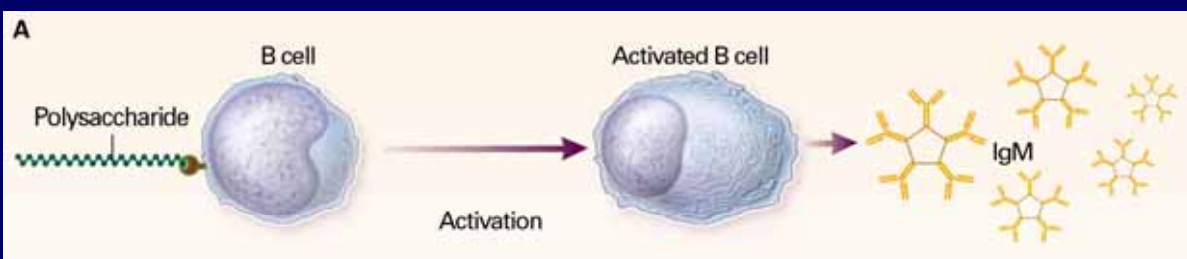 A
B cell
Activated B cell
Polysaccharide
IgM
Activation